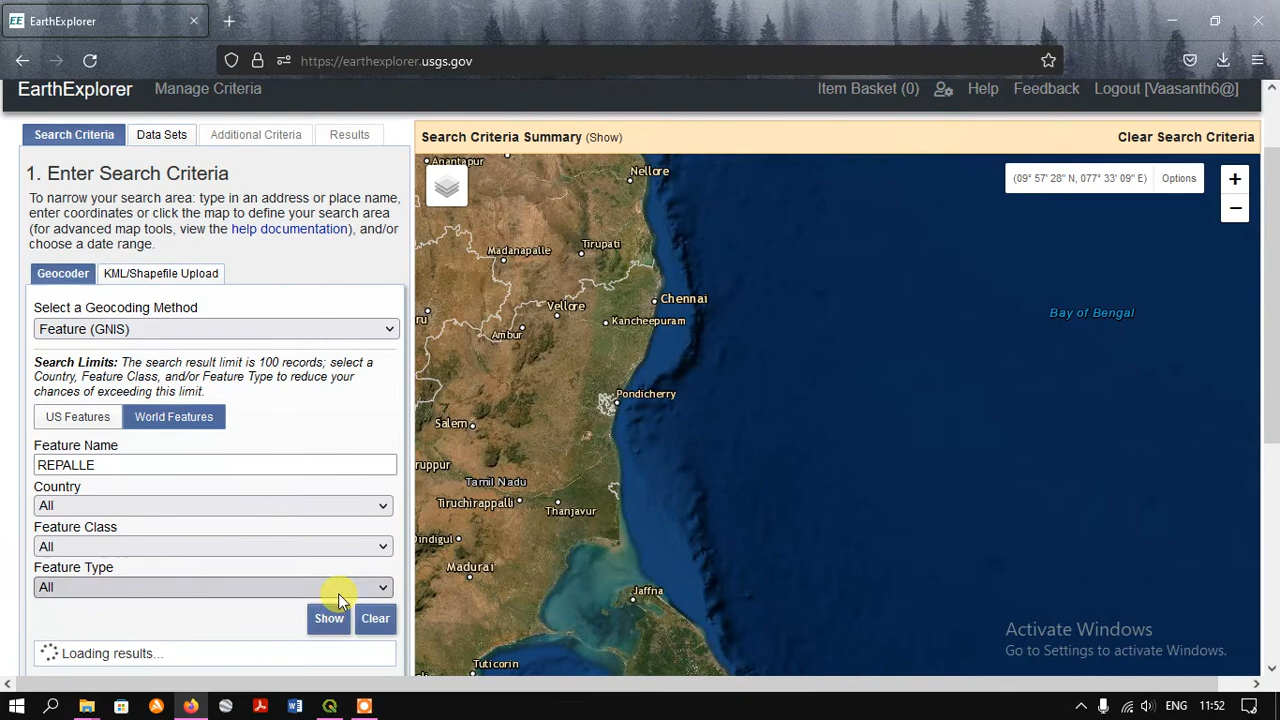 EE EarthExplorer
https://earthexplorer.usgs.gov
EarthExplorer Manage Criteria Item Basket (0) Help Feedback Logout [Vaasanth6@]
Search Criteria Data Sets Additional Criteria Results
Search Criteria Summary (Show) Clear Search Criteria
1. Enter Search Criteria
To narrow your search area: type in an address or place name,
enter coordinates or click the map to define your search area
(for advanced map tools, view the help documentation), and/or
choose a date range.
Geocoder KML/Shapefile Upload
Select a Geocoding Method
Feature (GNIS)
Search Limits: The search result limit is 100 records; select a
Country, Feature Class, and/or Feature Type to reduce your
chances of exceeding this limit.
US Features World Features
Feature Name
REPALLE
Country
All
Feature Class
All
Feature Type
All
Show Clear
Loading results...
(09° 57' 28" N, 077° 33' 09" E) Options
+
−
Anantapur
Nellore
Madanapalle
Tirupati
Chennai
Vellore
Kancheepuram
Ambur
ru
Bay of Bengal
Pondicherry
Salem
ruppur
Tamil Nadu
Tiruchirappalli
Thanjavur
Dindigul
Madurai
Jaffna
Tuticorin
Activate Windows
Go to Settings to activate Windows.
ENG 11:52